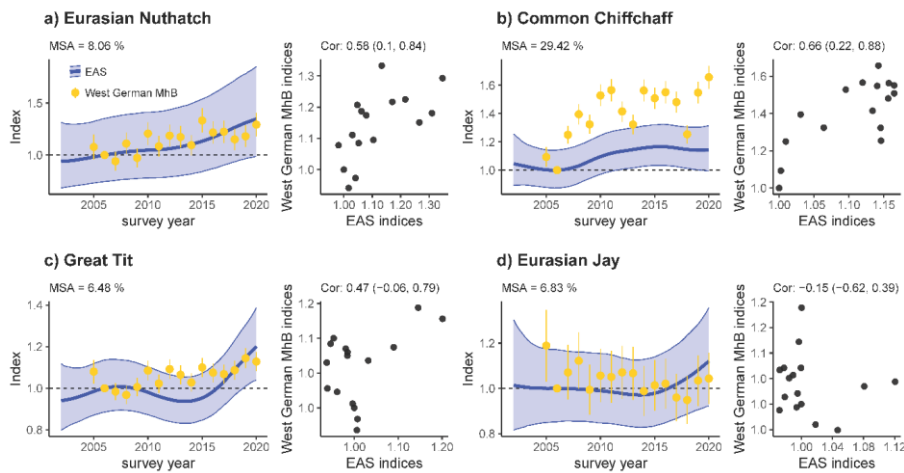 a) Eurasian Nuthatch
MSA = 8.06 %
EAS
West German MhB
Index
1.5
1.0
2005 2010 2015 2020
survey year
Cor: 0.58 (0.1, 0.84)
West German MhB indices
1.3
1.2
1.1
1.0
1.00 1.10 1.20 1.30
EAS indices
b) Common Chiffchaff
MSA = 29.42 %
Index
1.6
1.4
1.2
1.0
2005 2010 2015 2020
survey year
Cor: 0.66 (0.22, 0.88)
West German MhB indices
1.6
1.4
1.2
1.0
1.00 1.05 1.10 1.15
EAS indices
c) Great Tit
MSA = 6.48 %
Index
1.4
1.2
1.0
0.8
2005 2010 2015 2020
survey year
Cor: 0.47 (−0.06, 0.79)
West German MhB indices
1.2
1.1
1.0
1.0
0.95 1.00 1.05 1.10 1.20
EAS indices
d) Eurasian Jay
MSA = 6.83 %
Index
1.4
1.2
1.0
0.8
2005 2010 2015 2020
survey year
Cor: −0.15 (−0.62, 0.39)
West German MhB indices
1.2
1.1
1.0
1.0
0.98 1.00 1.04 1.08 1.12
EAS indices